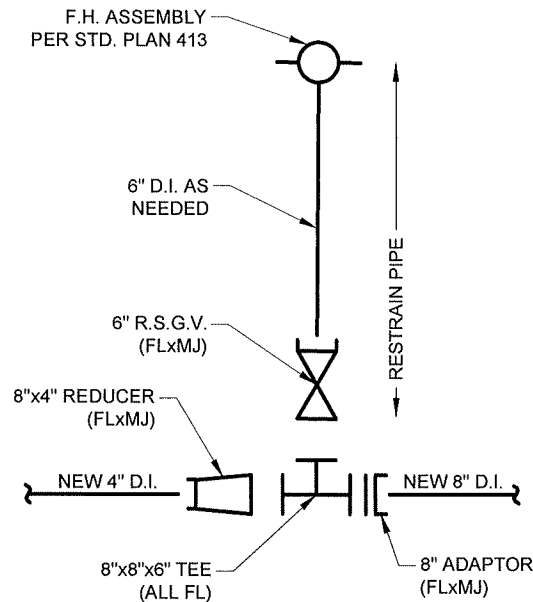 F.H. ASSEMBLY
PER STD. PLAN 413
6" D.I. AS
NEEDED
RESTRAIN PIPE
6" R.S.G.V.
(FLxMJ)
8"x4" REDUCER
(FLxMJ)
NEW 4" D.I.
NEW 8" D.I.
8"x8"x6" TEE
(ALL FL)
8" ADAPTOR
(FLxMJ)